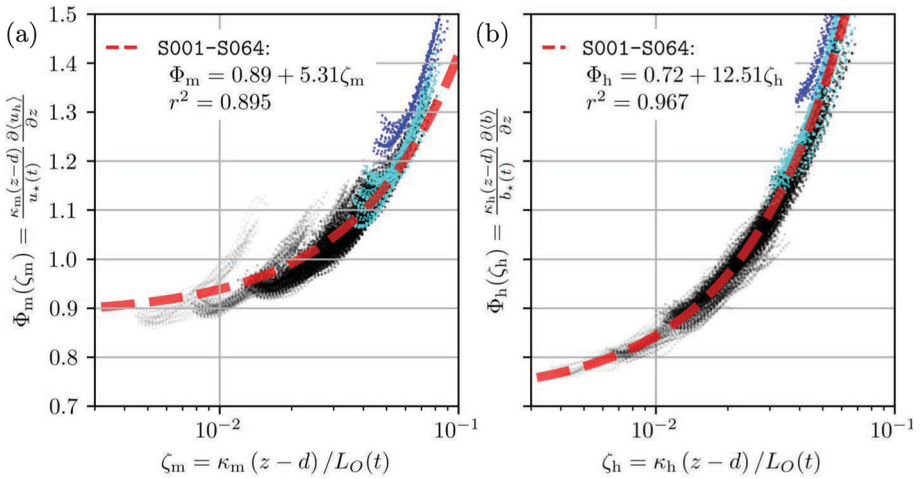 (a)
S001−S064:
Φm = 0.89 + 5.31ζm
r² = 0.895
Φm(ζm) = κm(z−d)/u⋆(t) ∂⟨uh⟩/∂z
1.5
1.4
1.3
1.2
1.1
1.0
0.9
0.8
0.7
10⁻² 10⁻¹
ζm = κm (z − d) /LO(t)
(b)
S001−S064:
Φh = 0.72 + 12.51ζh
r² = 0.967
Φh(ζh) = κh(z−d)/b⋆(t) ∂⟨b⟩/∂z
10⁻² 10⁻¹
ζh = κh (z − d) /LO(t)